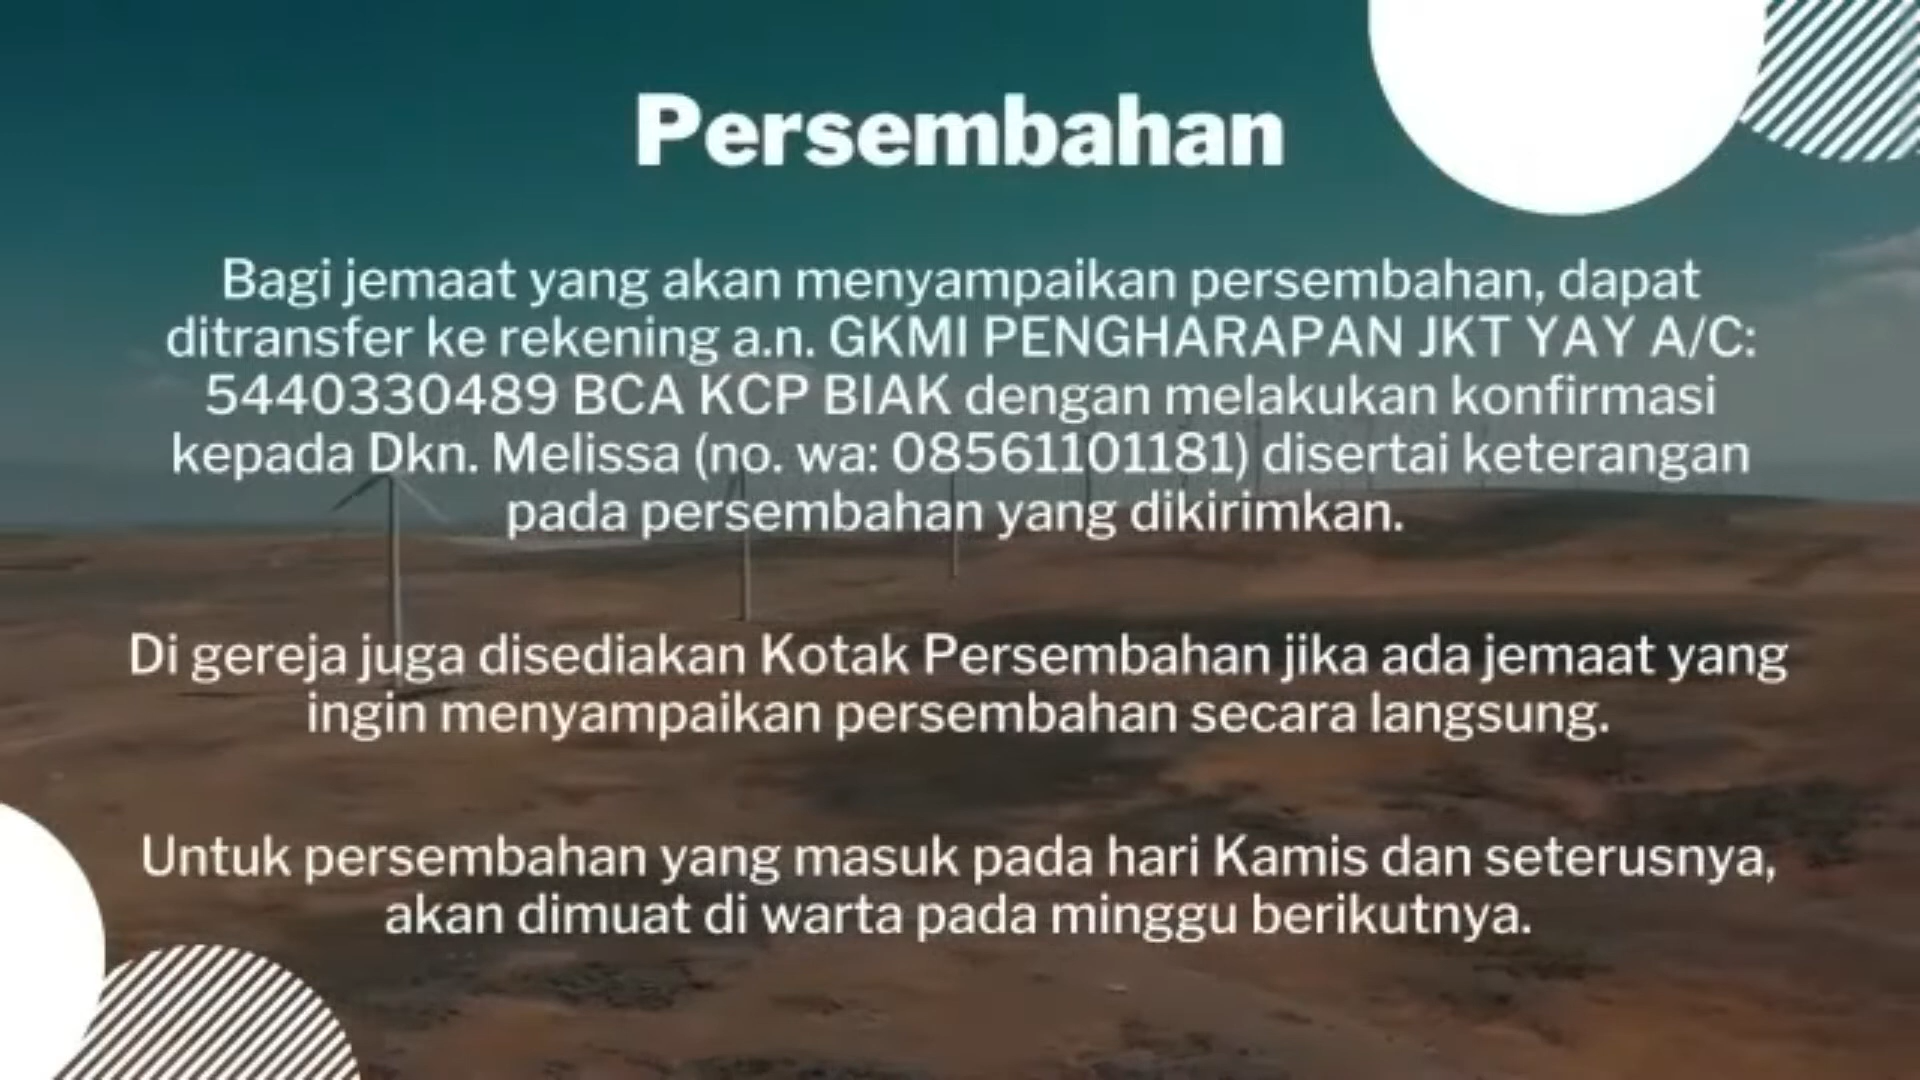 Persembahan
Bagi jemaat yang akan menyampaikan persembahan, dapat
ditransfer ke rekening a.n. GKMI PENGHARAPAN JKT YAY A/C:
5440330489 BCA KCP BIAK dengan melakukan konfirmasi
kepada Dkn. Melissa (no. wa: 08561101181) disertai keterangan
pada persembahan yang dikirimkan.
Di gereja juga disediakan Kotak Persembahan jika ada jemaat yang
ingin menyampaikan persembahan secara langsung.
Untuk persembahan yang masuk pada hari Kamis dan seterusnya,
akan dimuat di warta pada minggu berikutnya.